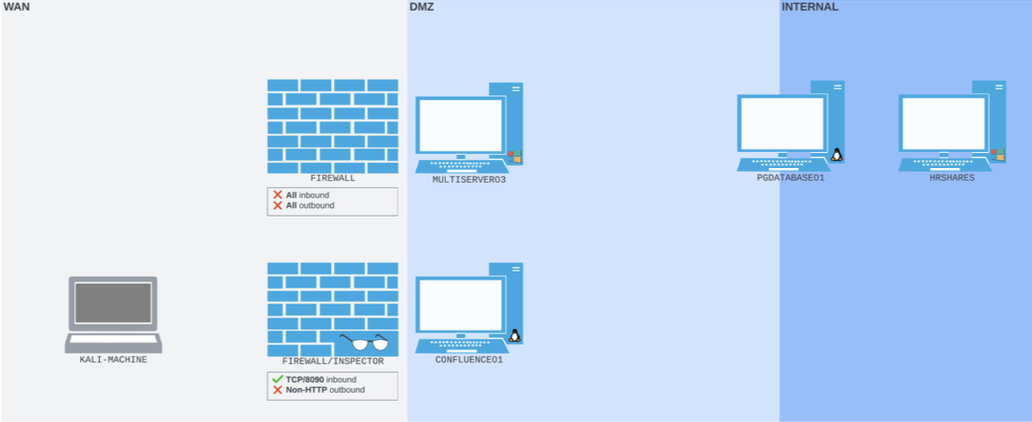 WAN
DMZ
INTERNAL
FIREWALL
All inbound
All outbound
MULTISERVER03
PGDATABASE01
HRSHARES
KALI-MACHINE
FIREWALL/INSPECTOR
TCP/8090 inbound
Non-HTTP outbound
CONFLUENCE01